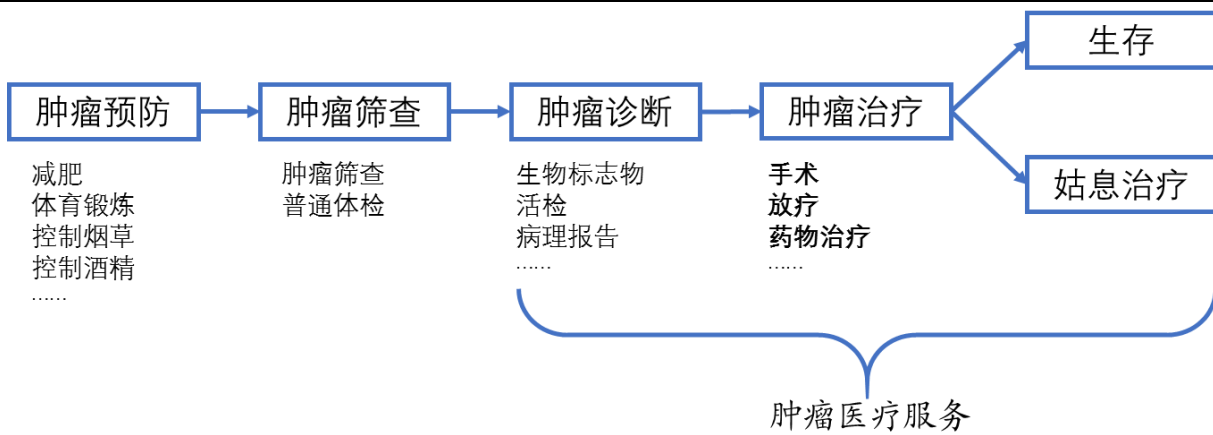 肿瘤预防
减肥
体育锻炼
控制烟草
控制酒精
……
肿瘤筛查
肿瘤筛查
普通体检
肿瘤诊断
生物标志物
活检
病理报告
……
肿瘤治疗
手术
放疗
药物治疗
……
生存
姑息治疗
肿瘤医疗服务